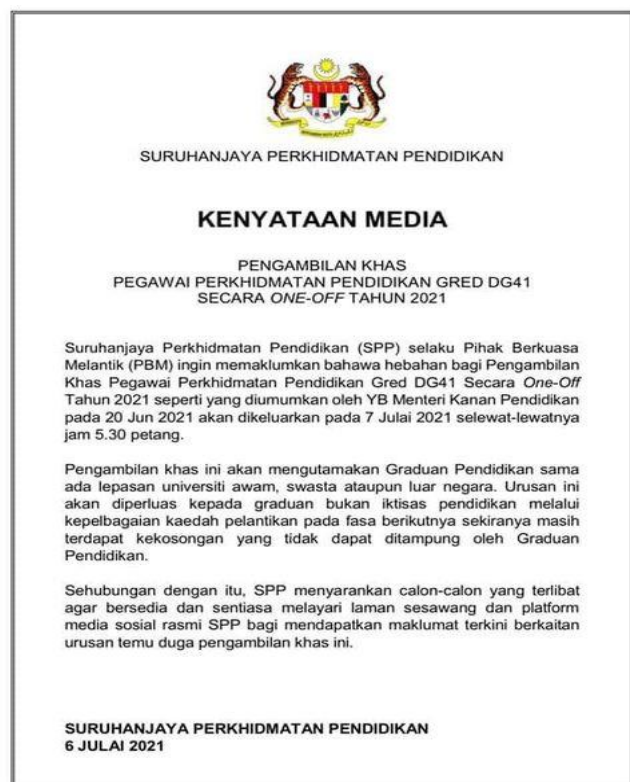 SURUHANJAYA PERKHIDMATAN PENDIDIKAN
KENYATAAN MEDIA
PENGAMBILAN KHAS
PEGAWAI PERKHIDMATAN PENDIDIKAN GRED DG41
SECARA ONE-OFF TAHUN 2021
Suruhanjaya Perkhidmatan Pendidikan (SPP) selaku Pihak Berkuasa
Melantik (PBM) ingin memaklumkan bahawa hebahan bagi Pengambilan
Khas Pegawai Perkhidmatan Pendidikan Gred DG41 Secara One-Off
Tahun 2021 seperti yang diumumkan oleh YB Menteri Kanan Pendidikan
pada 20 Jun 2021 akan dikeluarkan pada 7 Julai 2021 selewat-lewatnya
jam 5.30 petang.
Pengambilan khas ini akan mengutamakan Graduan Pendidikan sama
ada lepasan universiti awam, swasta ataupun luar negara. Urusan ini
akan diperluas kepada graduan bukan iktisas pendidikan melalui
kepelbagaian kaedah pelantikan pada fasa berikutnya sekiranya masih
terdapat kekosongan yang tidak dapat ditampung oleh Graduan
Pendidikan.
Sehubungan dengan itu, SPP menyarankan calon-calon yang terlibat
agar bersedia dan sentiasa melayari laman sesawang dan platform
media sosial rasmi SPP bagi mendapatkan maklumat terkini berkaitan
urusan temu duga pengambilan khas ini.
SURUHANJAYA PERKHIDMATAN PENDIDIKAN
6 JULAI 2021